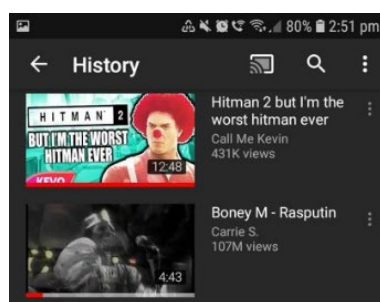 80% 2:51 pm
History
HITMAN 2
BUT I'M THE WORST
HITMAN EVER
KEVO
12:48
Hitman 2 but I'm the
worst hitman ever
Call Me Kevin
431K views
4:43
Boney M - Rasputin
Carrie S.
107M views